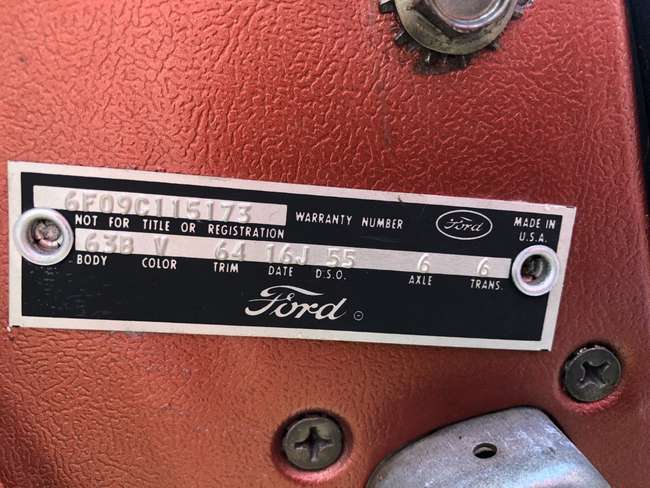 6F09C115173
NOT FOR TITLE OR REGISTRATION
WARRANTY NUMBER
Ford
MADE IN
U.S.A.
63B V 64 16J 55 6 6
BODY COLOR TRIM DATE D.S.O. AXLE TRANS.
Ford